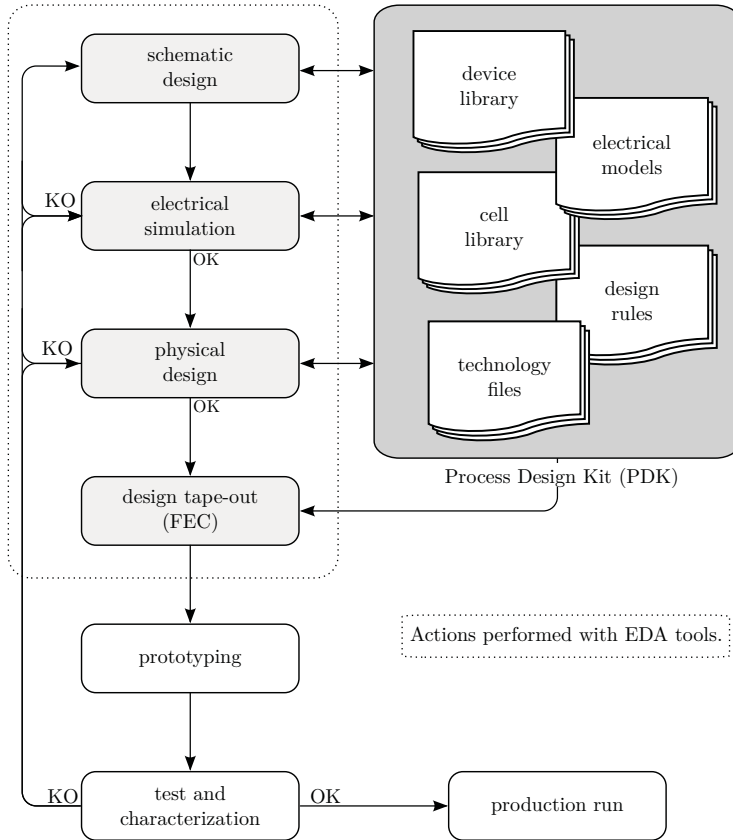 schematic
design
device
library
electrical
models
KO
electrical
simulation
OK
cell
library
design
rules
KO
physical
design
OK
technology
files
Process Design Kit (PDK)
design tape-out
(FEC)
Actions performed with EDA tools.
prototyping
KO
test and
characterization
OK
production run